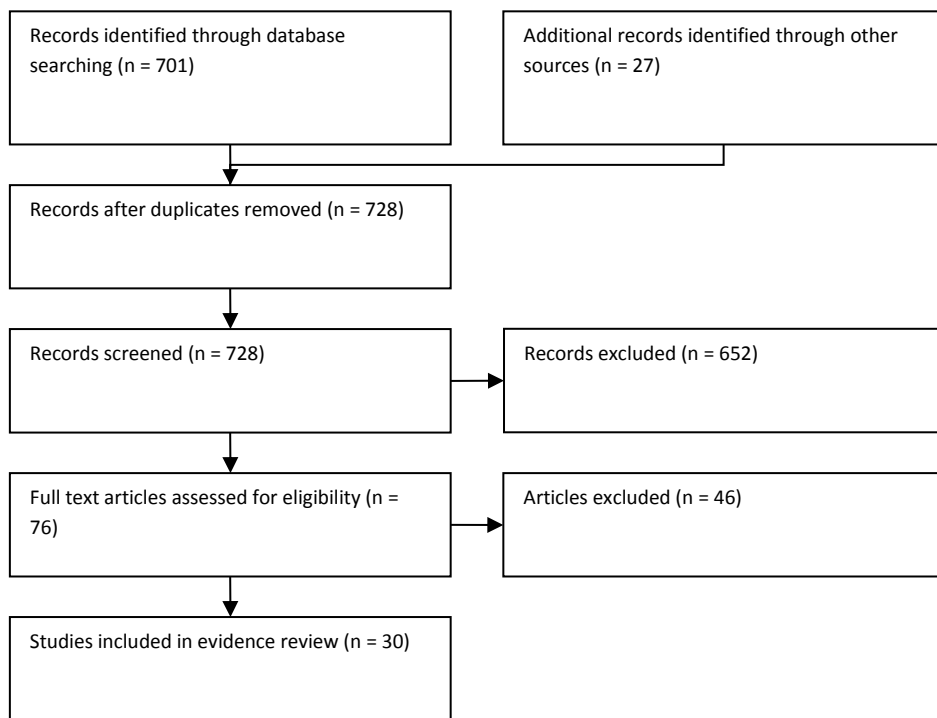 Records identified through database
searching (n = 701)
Additional records identified through other
sources (n = 27)
Records after duplicates removed (n = 728)
Records screened (n = 728)
Records excluded (n = 652)
Full text articles assessed for eligibility (n =
76)
Articles excluded (n = 46)
Studies included in evidence review (n = 30)